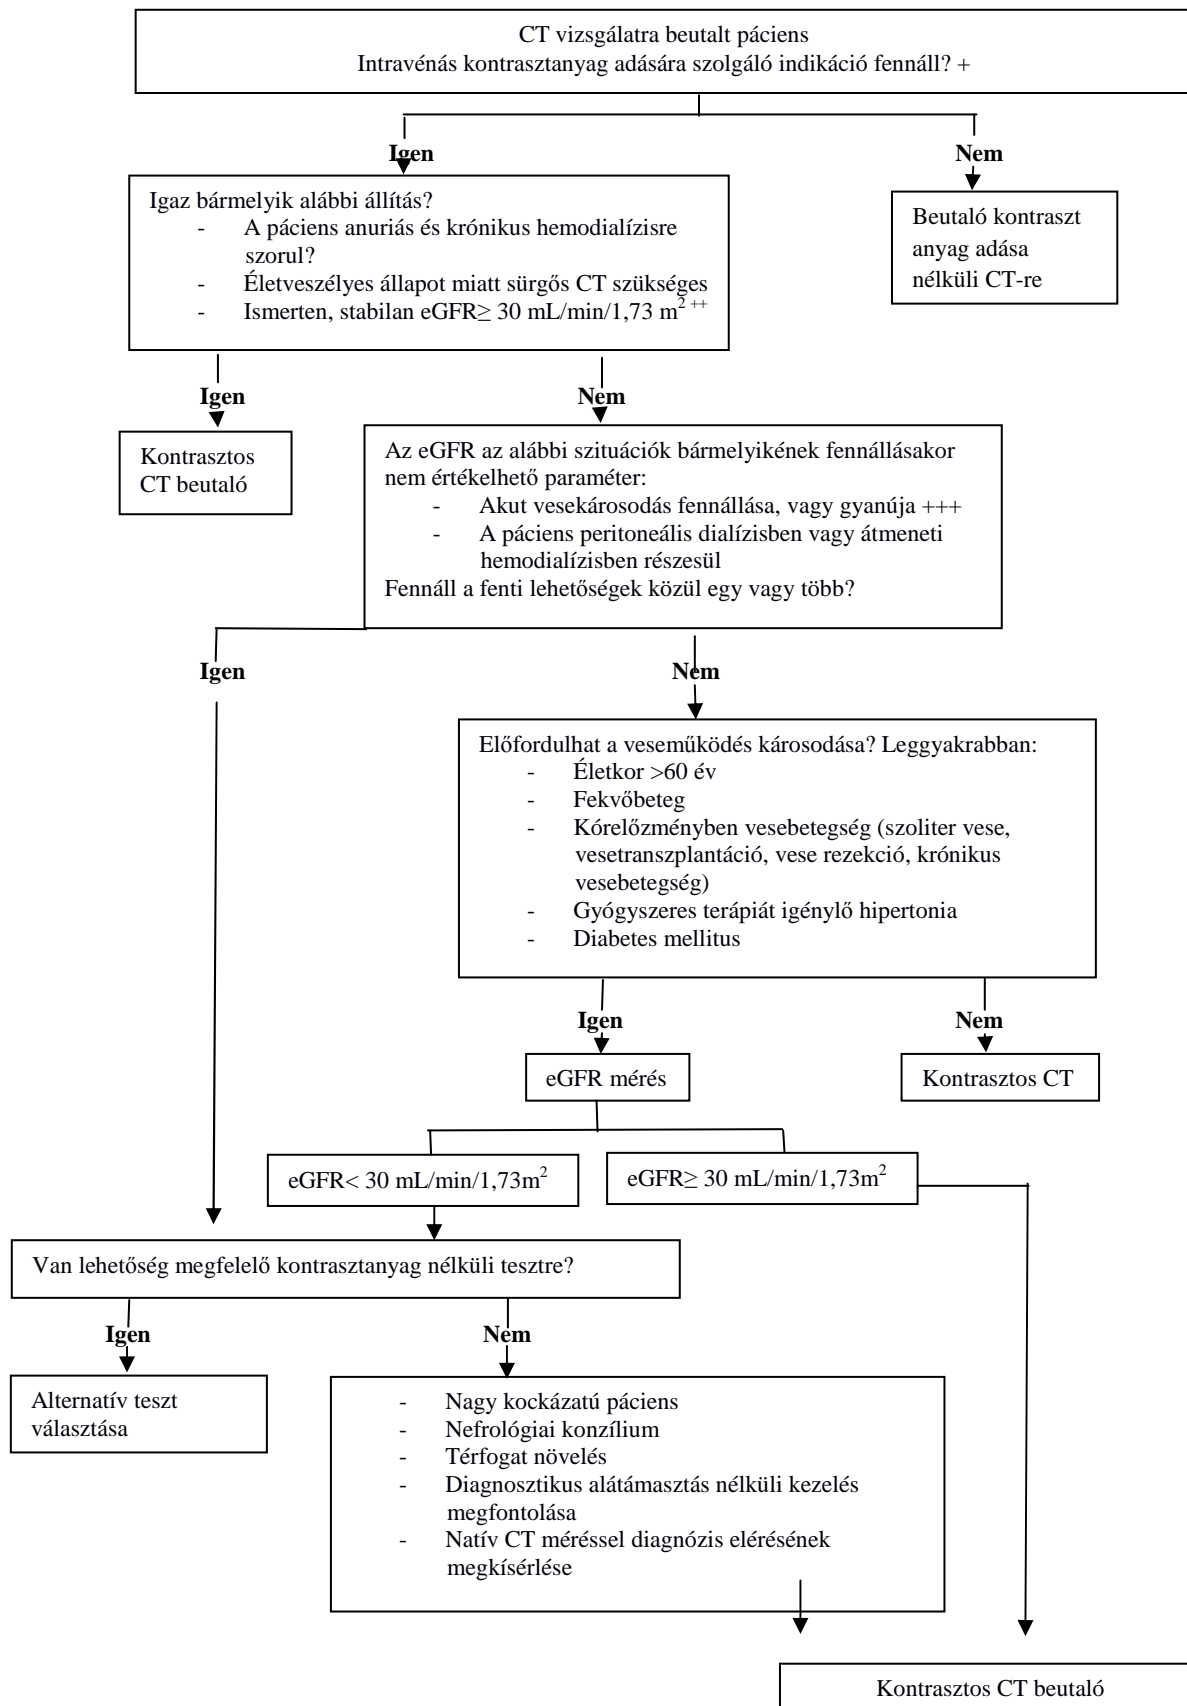 CT vizsgálatra beutalt páciens
Intravénás kontrasztanyag adására szolgáló indikáció fennáll? +
Igen
Nem
Igaz bármelyik alábbi állítás?
- A páciens anuriás és krónikus hemodialízisre
szorul?
- Életveszélyes állapot miatt sürgős CT szükséges
- Ismerten, stabilan eGFR≥ 30 mL/min/1,73 m² ⁺⁺
Beutaló kontraszt
anyag adása
nélküli CT-re
Igen
Nem
Kontrasztos
CT beutaló
Az eGFR az alábbi szituációk bármelyikének fennállásakor
nem értékelhető paraméter:
- Akut vesekárosodás fennállása, vagy gyanúja +++
- A páciens peritoneális dialízisben vagy átmeneti
hemodialízisben részesül
Fennáll a fenti lehetőségek közül egy vagy több?
Igen
Nem
Előfordulhat a veseműködés károsodása? Leggyakrabban:
- Életkor >60 év
- Fekvőbeteg
- Kórelőzményben vesebetegség (szoliter vese,
vesetranszplantáció, vese rezekció, krónikus
vesebetegség)
- Gyógyszeres terápiát igénylő hipertonia
- Diabetes mellitus
Igen
Nem
eGFR mérés
Kontrasztos CT
eGFR< 30 mL/min/1,73m²
eGFR≥ 30 mL/min/1,73m²
Van lehetőség megfelelő kontrasztanyag nélküli tesztre?
Igen
Nem
Alternatív teszt
választása
- Nagy kockázatú páciens
- Nefrológiai konzílium
- Térfogat növelés
- Diagnosztikus alátámasztás nélküli kezelés
megfontolása
- Natív CT méréssel diagnózis elérésének
megkísérlése
Kontrasztos CT beutaló